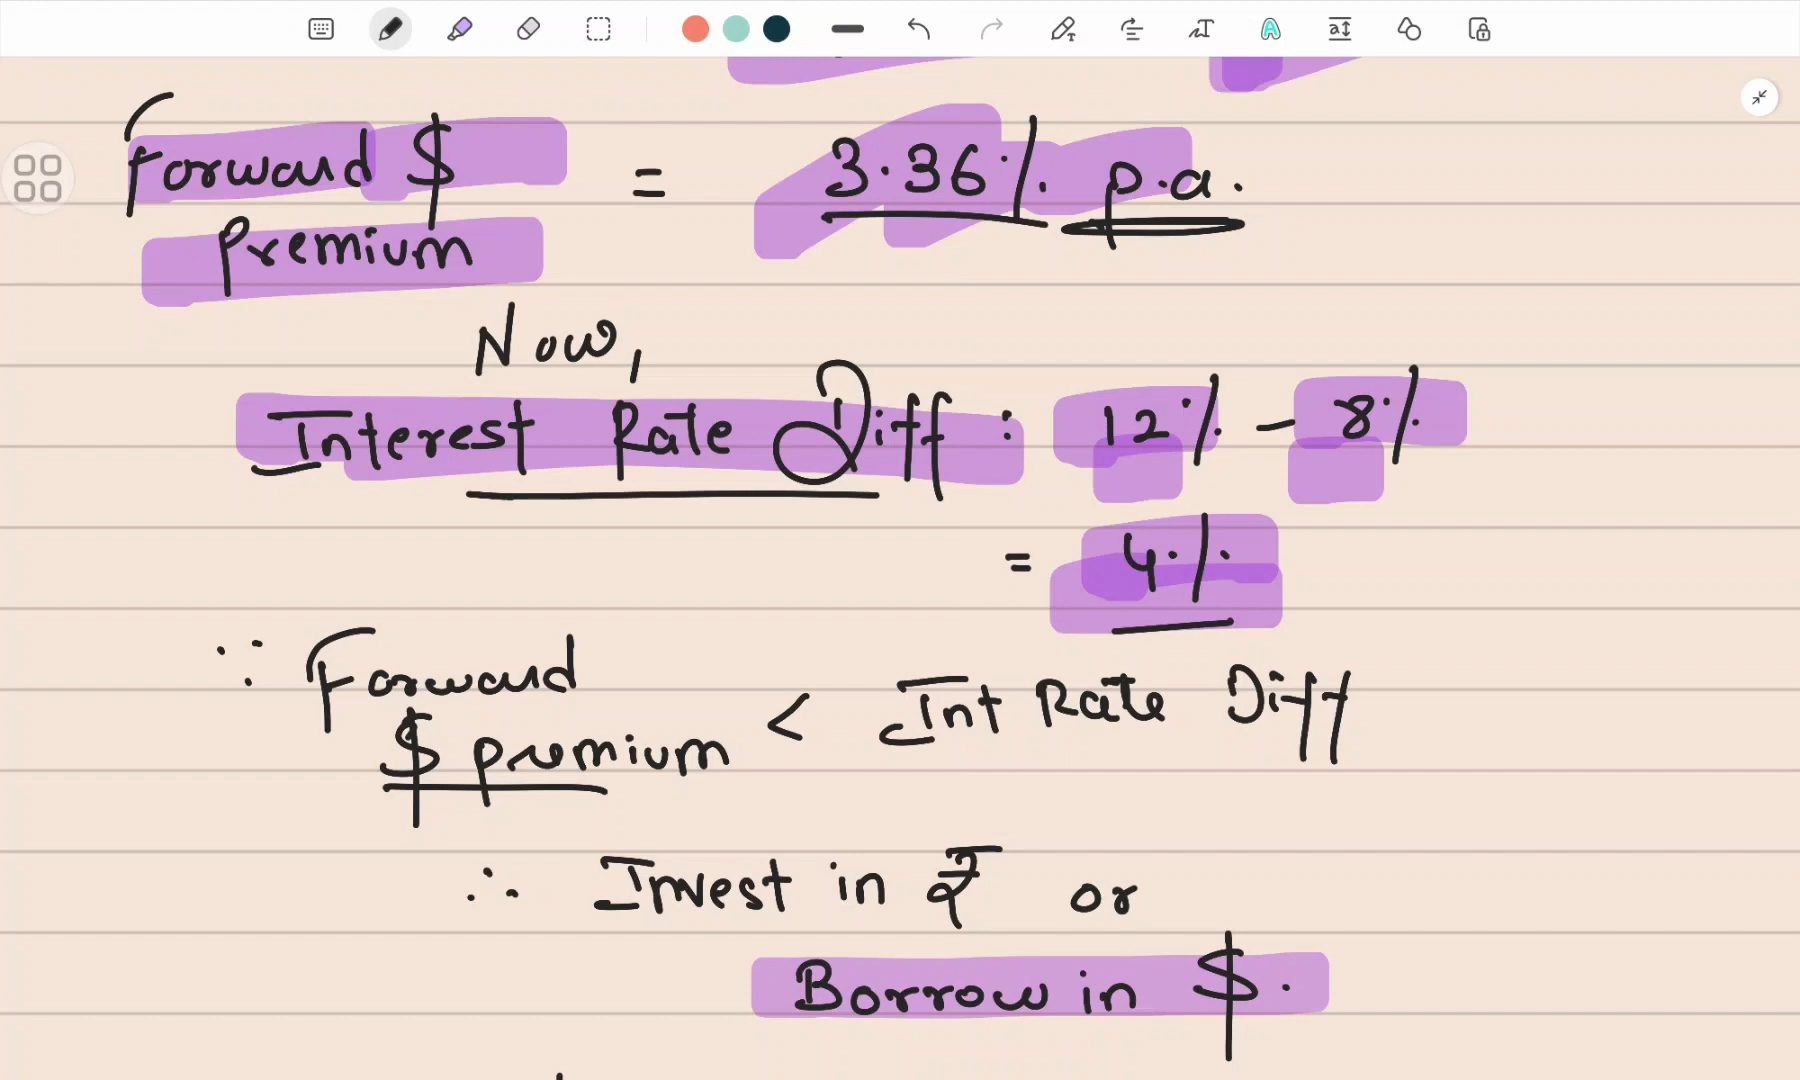 Forward $ = 3.36% p.a.
Premium
Now,
Interest Rate Diff : 12% - 8%
= 4%
∵ Forward
$ premium < Int Rate Diff
∴ Invest in ₹ or
Borrow in $.